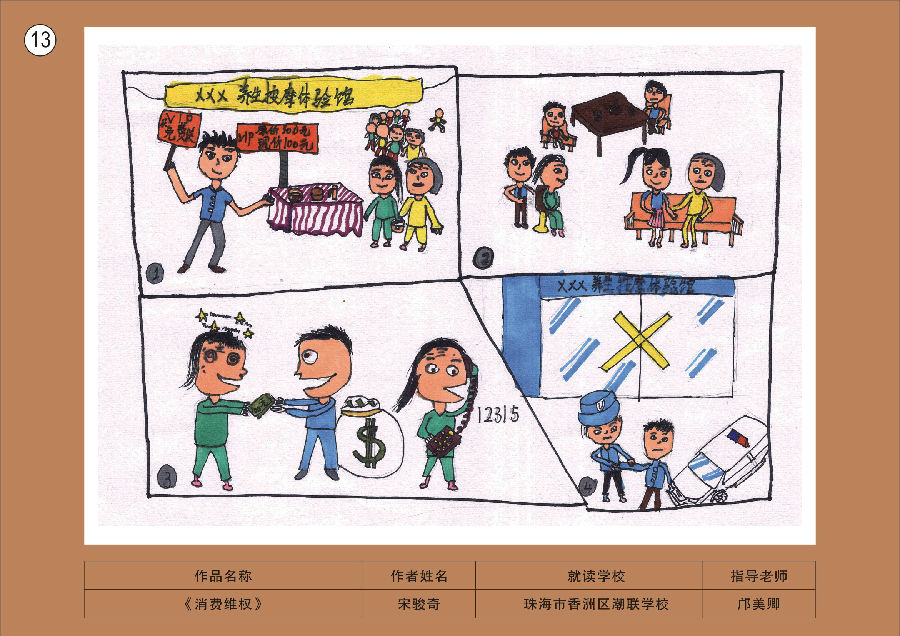 13
XXX 养生按摩体验馆
VIP
免费
VIP 原价500元
现价100元
1
2
XXX 养生按摩体验馆
$
12315
3
4
作品名称 作者姓名 就读学校 指导老师
《消费维权》 宋骏奇 珠海市香洲区潮联学校 邝美卿